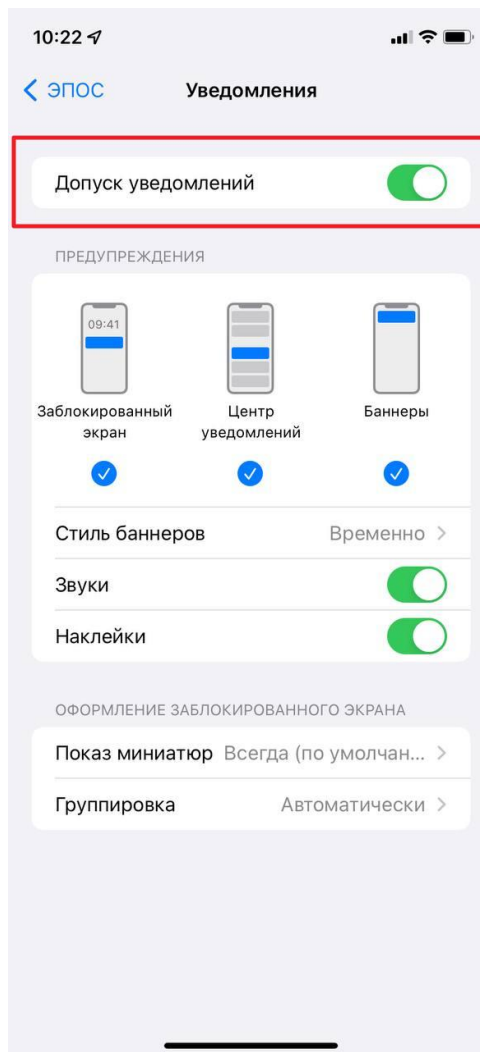 10:22
ЭПОС Уведомления
Допуск уведомлений
ПРЕДУПРЕЖДЕНИЯ
09:41
Заблокированный экран
Центр уведомлений
Баннеры
Стиль баннеров Временно
Звуки
Наклейки
ОФОРМЛЕНИЕ ЗАБЛОКИРОВАННОГО ЭКРАНА
Показ миниатюр Всегда (по умолчан...
Группировка Автоматически